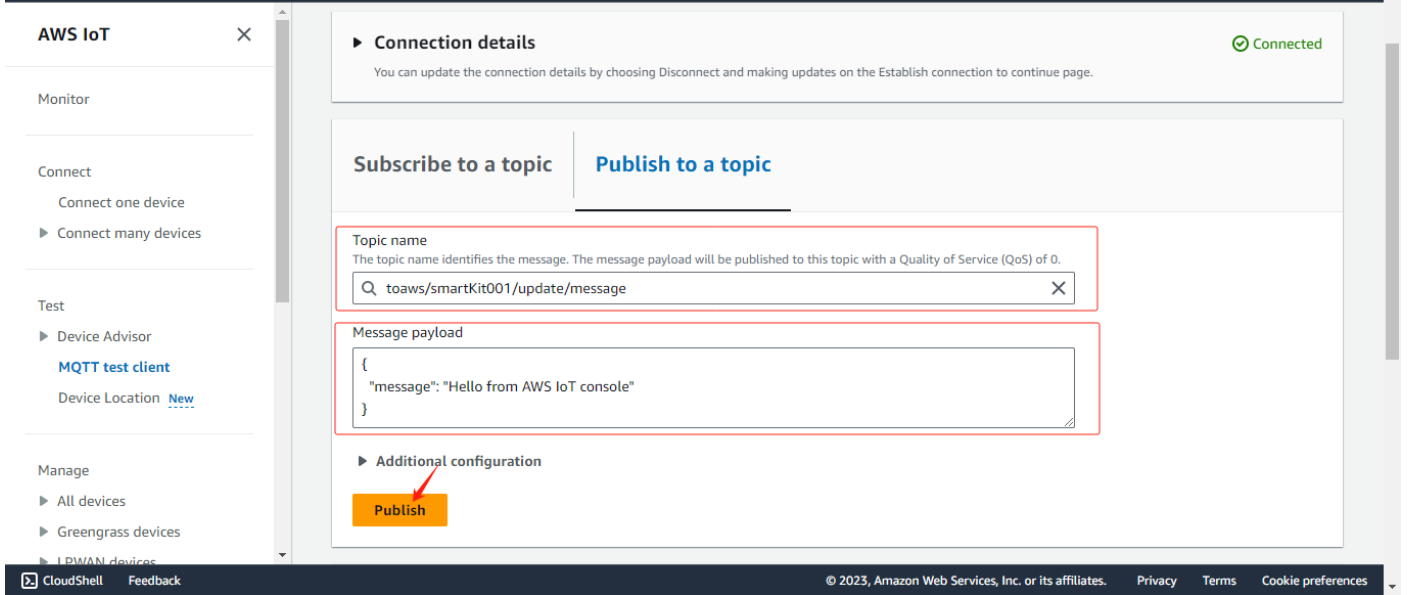 AWS IoT
Monitor
Connect
Connect one device
Connect many devices
Test
Device Advisor
MQTT test client
Device Location New
Manage
All devices
Greengrass devices
LPWAN devices
Connection details
Connected
You can update the connection details by choosing Disconnect and making updates on the Establish connection to continue page.
Subscribe to a topic
Publish to a topic
Topic name
The topic name identifies the message. The message payload will be published to this topic with a Quality of Service (QoS) of 0.
toaws/smartKit001/update/message
Message payload
{
"message": "Hello from AWS IoT console"
}
Additional configuration
Publish
CloudShell Feedback © 2023, Amazon Web Services, Inc. or its affiliates. Privacy Terms Cookie preferences